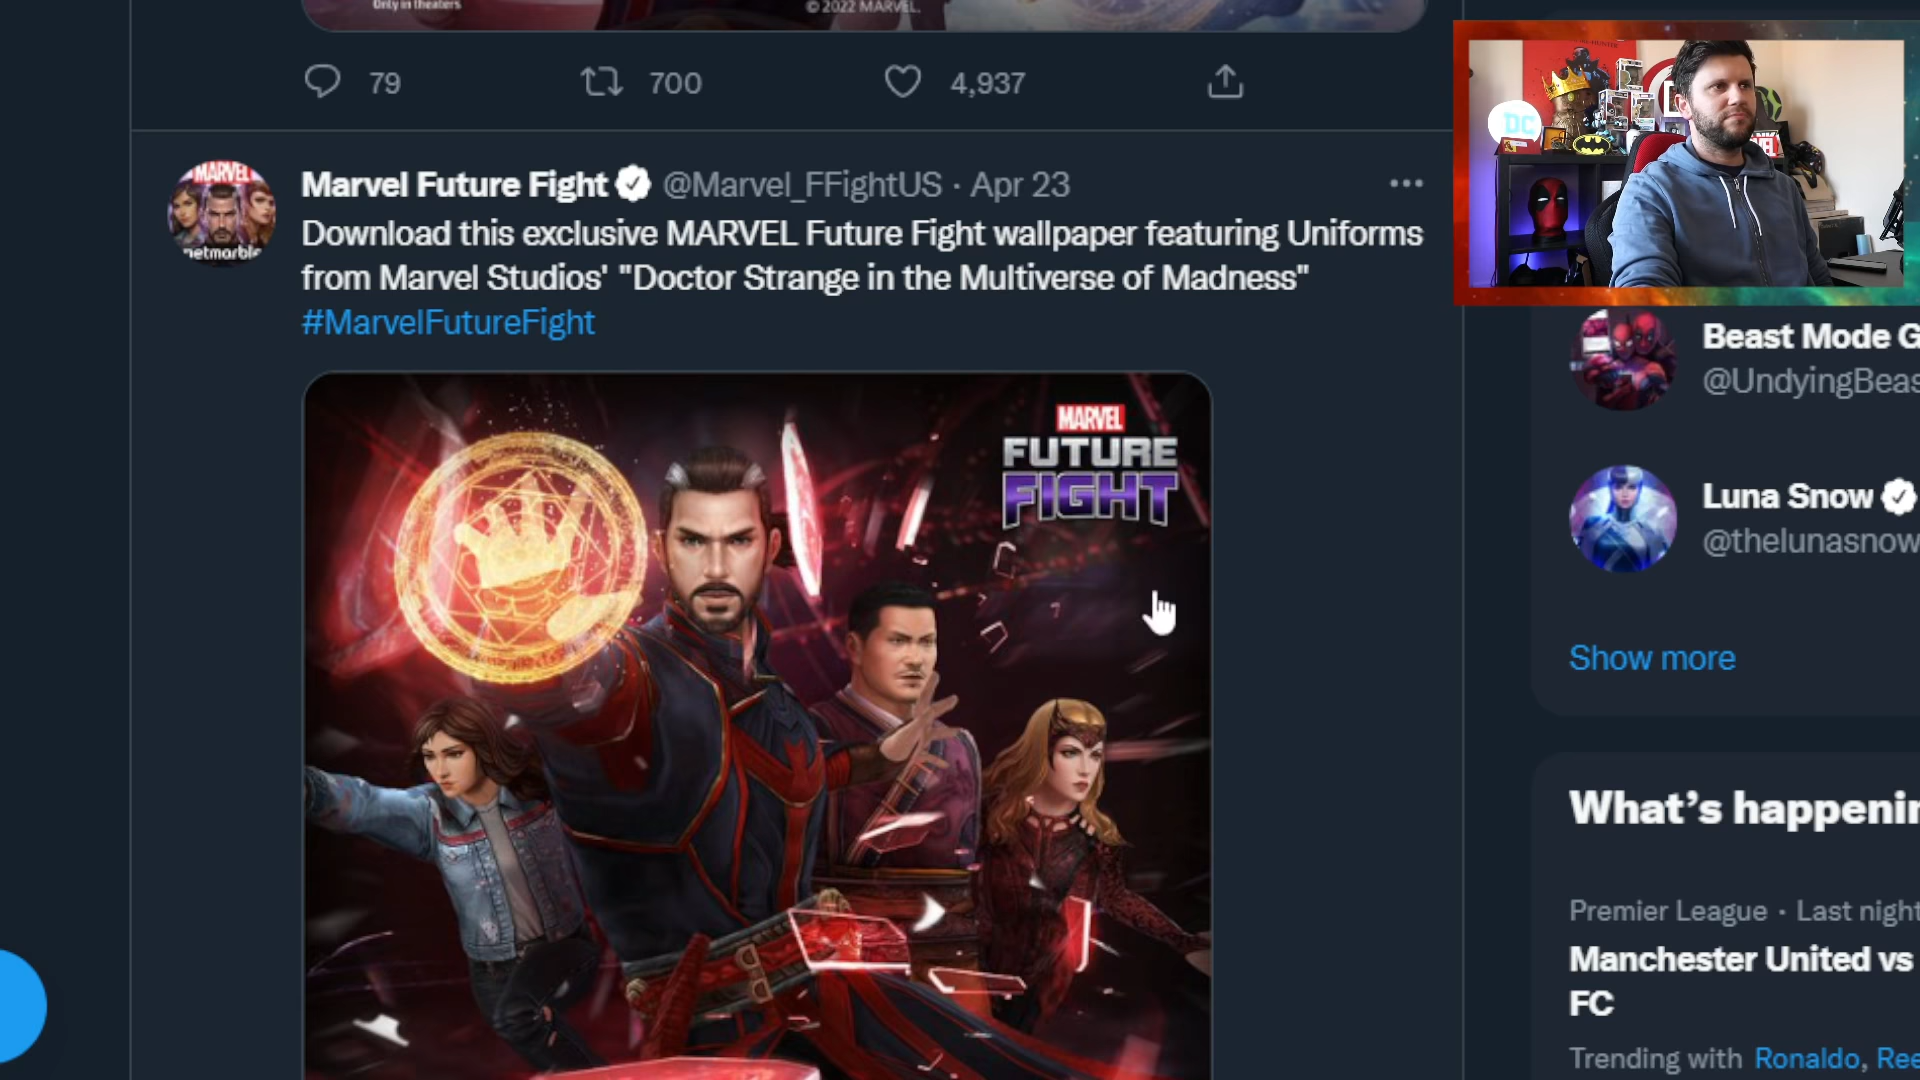 Only in theaters
© 2022 MARVEL.
79
700
4,937
MARVEL
netmarble
Marvel Future Fight @Marvel_FFightUS · Apr 23
Download this exclusive MARVEL Future Fight wallpaper featuring Uniforms
from Marvel Studios' "Doctor Strange in the Multiverse of Madness"
#MarvelFutureFight
MARVEL
FUTURE
FIGHT
DC
Beast Mode G
@UndyingBeas
Luna Snow
@thelunasnow
Show more
What's happenin
Premier League · Last night
Manchester United vs
FC
Trending with Ronaldo, Ree